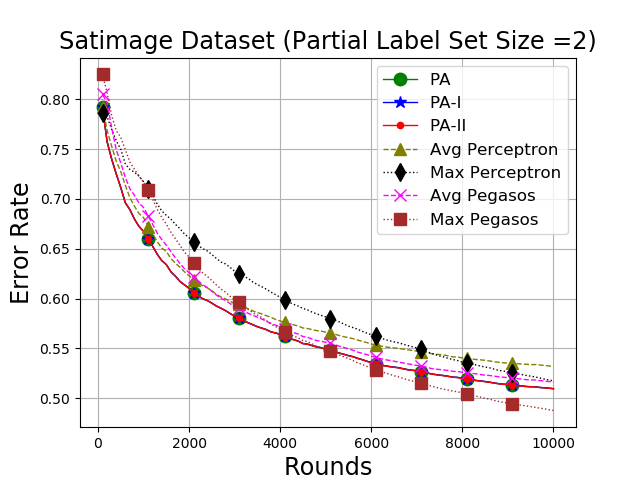 Satimage Dataset (Partial Label Set Size =2)
PA
PA-I
PA-II
Avg Perceptron
Max Perceptron
Avg Pegasos
Max Pegasos
Error Rate
0.80
0.75
0.70
0.65
0.60
0.55
0.50
0
2000
4000
6000
8000
10000
Rounds